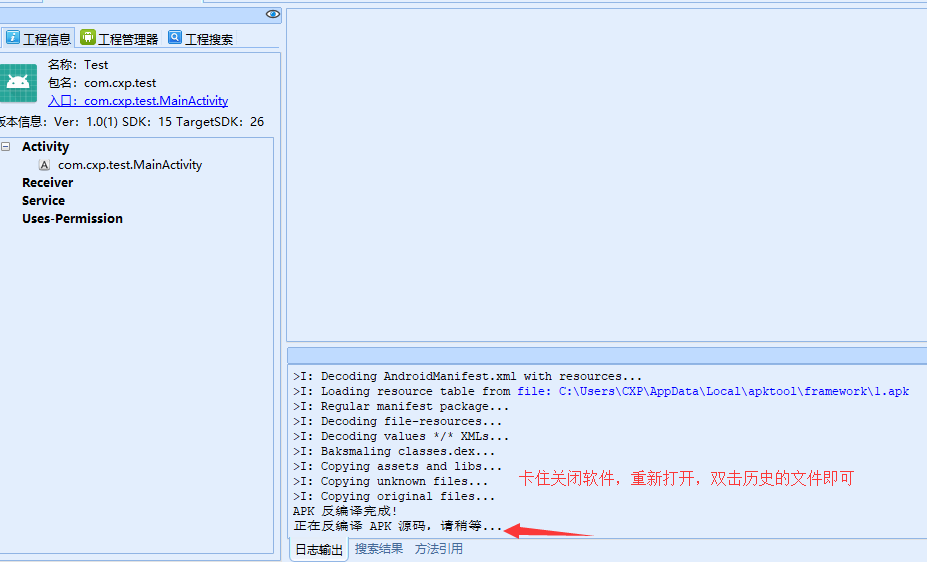 工程信息 工程管理器 工程搜索
名称：Test
包名：com.cxp.test
入口：com.cxp.test.MainActivity
版本信息：Ver：1.0(1) SDK：15 TargetSDK：26
Activity
A com.cxp.test.MainActivity
Receiver
Service
Uses-Permission
>I: Decoding AndroidManifest.xml with resources...
>I: Loading resource table from file: C:\Users\CXP\AppData\Local\apktool\framework\1.apk
>I: Regular manifest package...
>I: Decoding file-resources...
>I: Decoding values */* XMLs...
>I: Baksmaling classes.dex...
>I: Copying assets and libs...
>I: Copying unknown files...
卡住关闭软件，重新打开，双击历史的文件即可
>I: Copying original files...
APK 反编译完成!
正在反编译 APK 源码，请稍等...
日志输出 搜索结果 方法引用